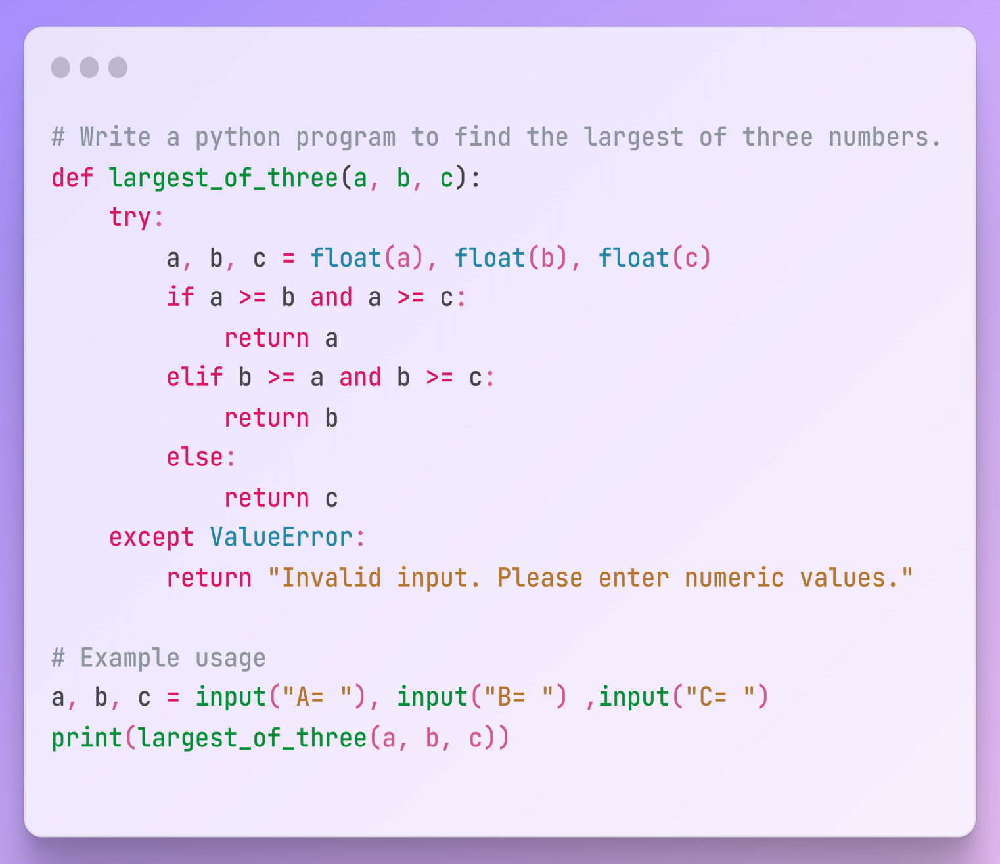 # Write a python program to find the largest of three numbers.
def largest_of_three(a, b, c):
    try:
        a, b, c = float(a), float(b), float(c)
        if a >= b and a >= c:
            return a
        elif b >= a and b >= c:
            return b
        else:
            return c
    except ValueError:
        return "Invalid input. Please enter numeric values."

# Example usage
a, b, c = input("A= "), input("B= ") ,input("C= ")
print(largest_of_three(a, b, c))